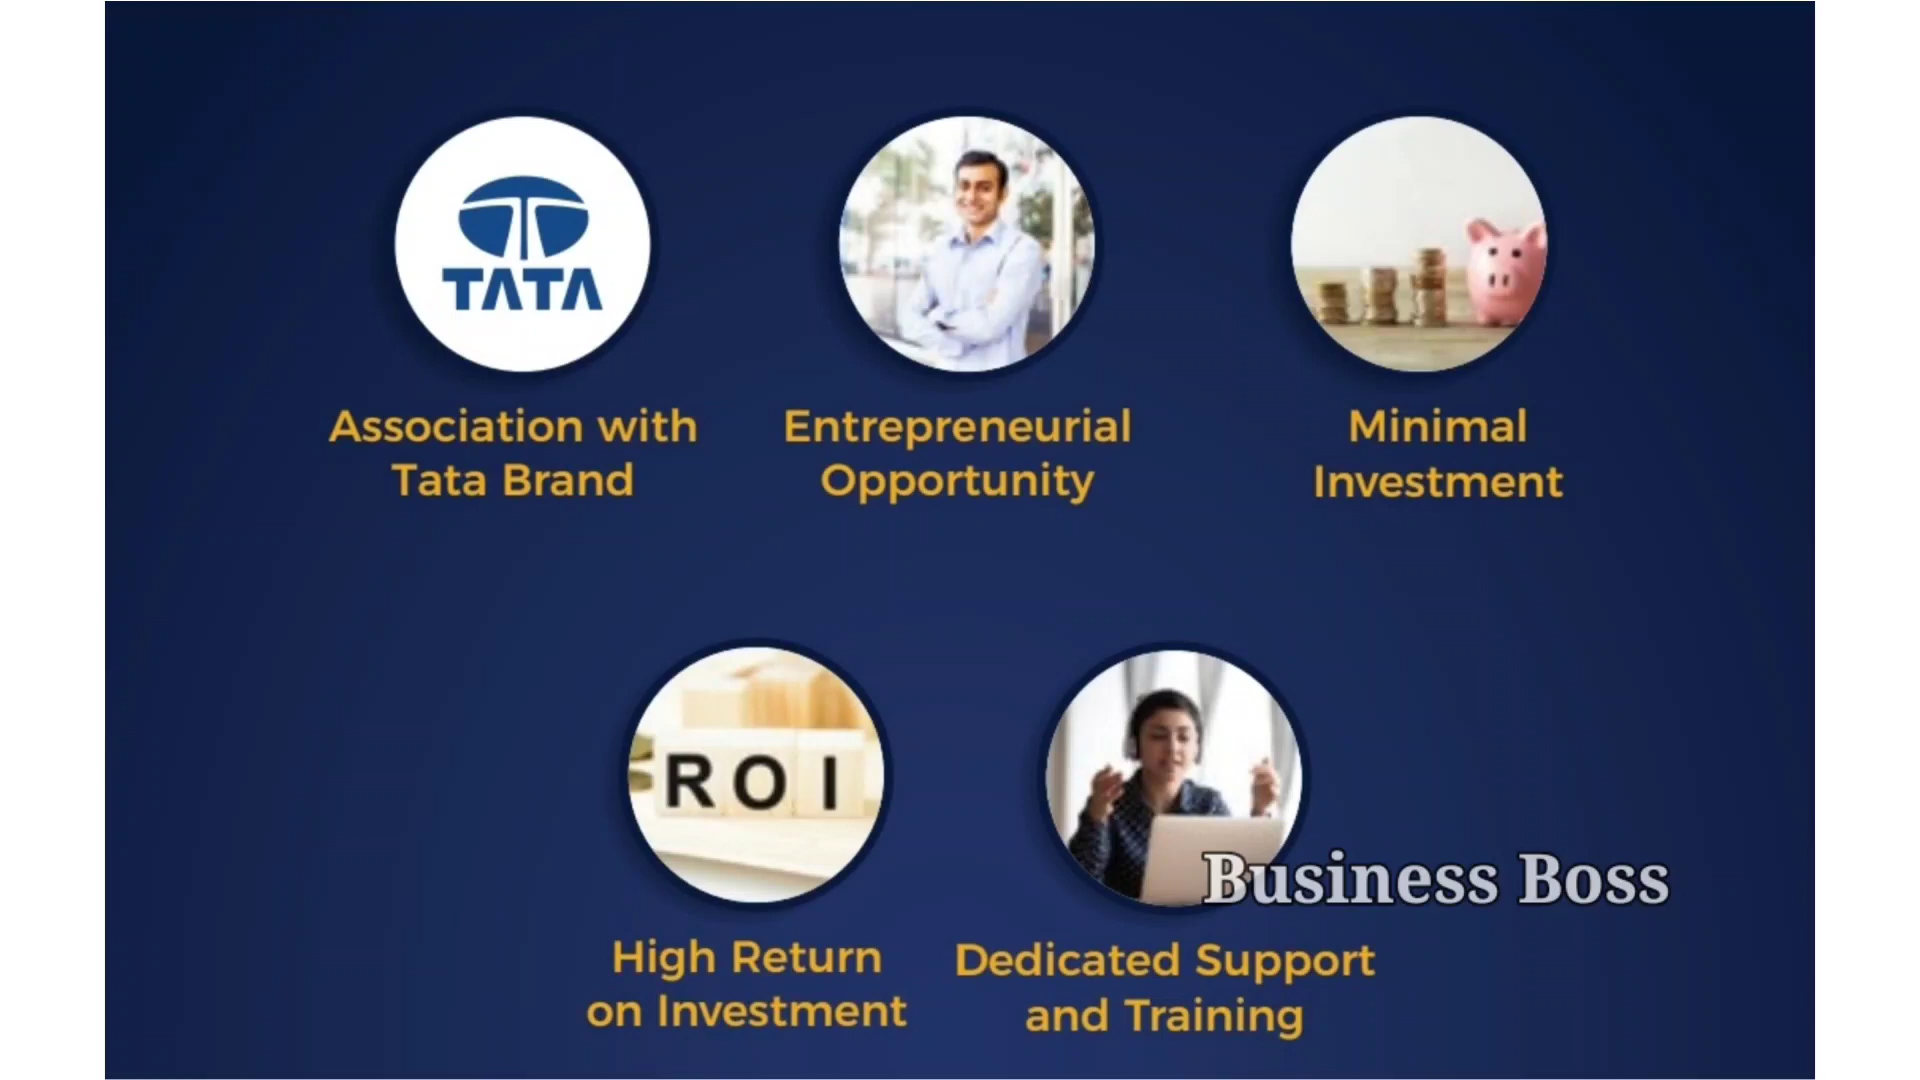 TATA
Association with
Tata Brand
Entrepreneurial
Opportunity
Minimal
Investment
ROI
High Return
on Investment
Business Boss
Dedicated Support
and Training